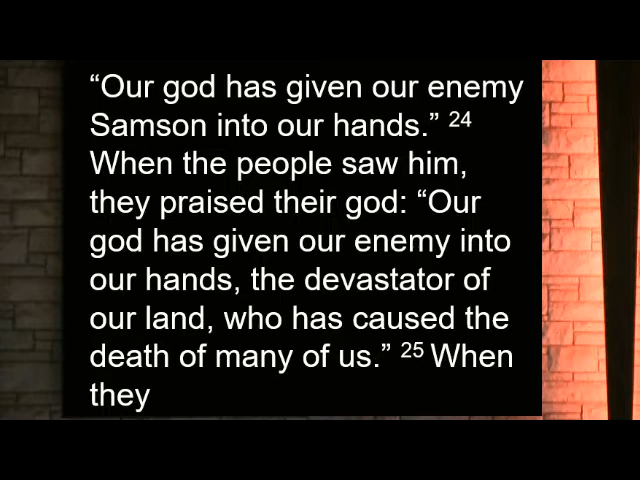 “Our god has given our enemy
Samson into our hands.” 24
When the people saw him,
they praised their god: “Our
god has given our enemy into
our hands, the devastator of
our land, who has caused the
death of many of us.” 25 When
they